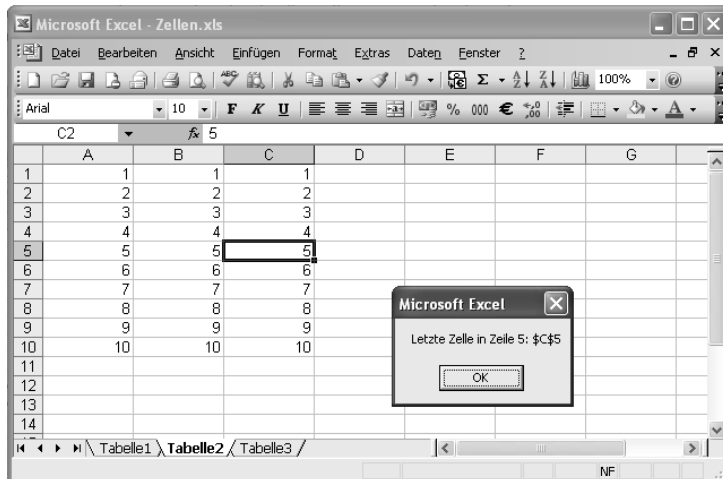 Microsoft Excel - Zellen.xls
Datei Bearbeiten Ansicht Einfügen Format Extras Daten Fenster ?
100%
Arial 10 F K U % 000 €
C2 fx 5
A B C D E F G
1 1 1 1
2 2 2 2
3 3 3 3
4 4 4 4
5 5 5 5
6 6 6 6
7 7 7 7
8 8 8 8
9 9 9 9
10 10 10 10
11
12
13
14
Microsoft Excel
Letzte Zelle in Zeile 5: $C$5
OK
Tabelle1 Tabelle2 Tabelle3
NF